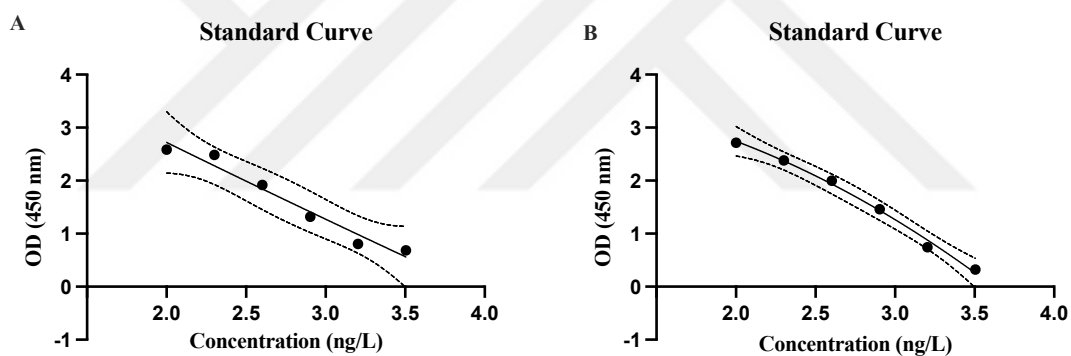 A
Standard Curve
OD (450 nm)
4
3
2
1
0
-1
2.0 2.5 3.0 3.5 4.0
Concentration (ng/L)
B
Standard Curve
OD (450 nm)
4
3
2
1
0
-1
2.0 2.5 3.0 3.5 4.0
Concentration (ng/L)